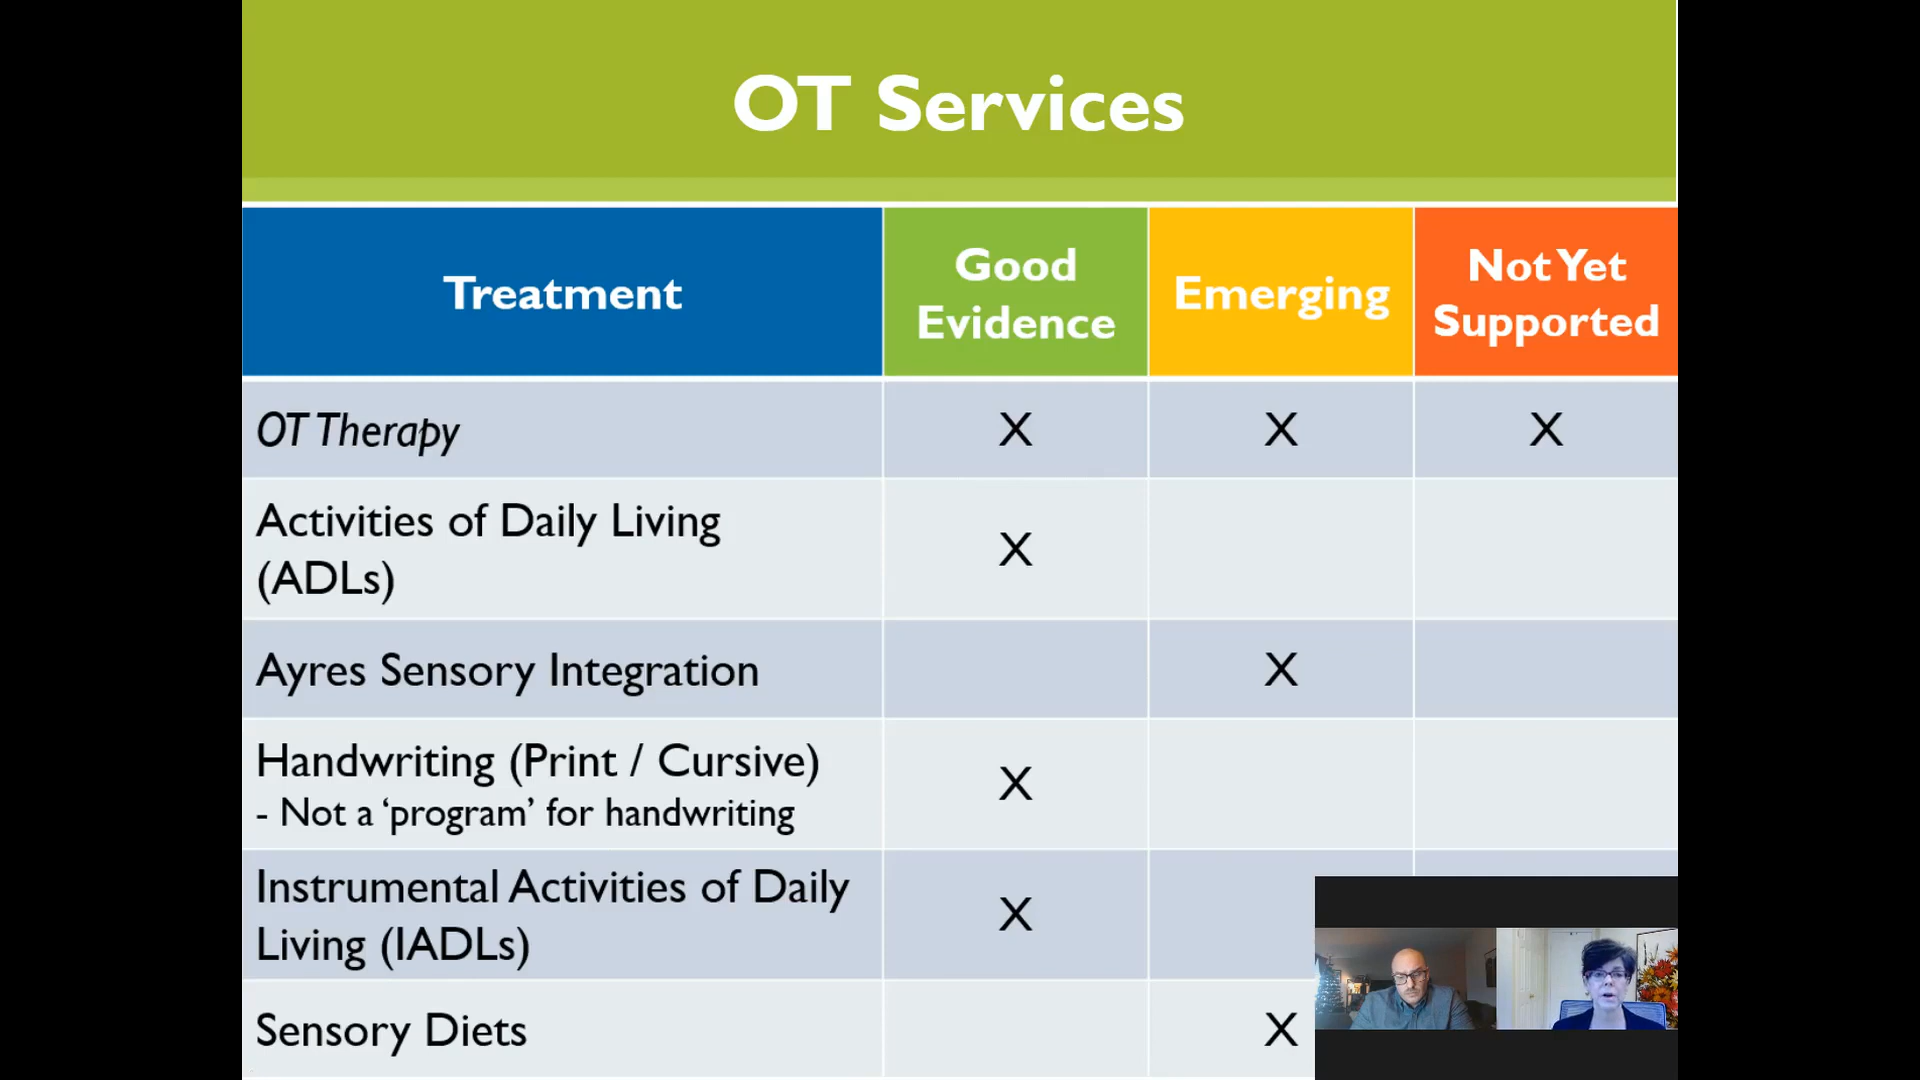 OT Services
Treatment
Good
Evidence
Emerging
Not Yet
Supported
OT Therapy
X
X
X
Activities of Daily Living
(ADLs)
X
Ayres Sensory Integration
X
Handwriting (Print / Cursive)
- Not a ‘program’ for handwriting
X
Instrumental Activities of Daily
Living (IADLs)
X
Sensory Diets
X